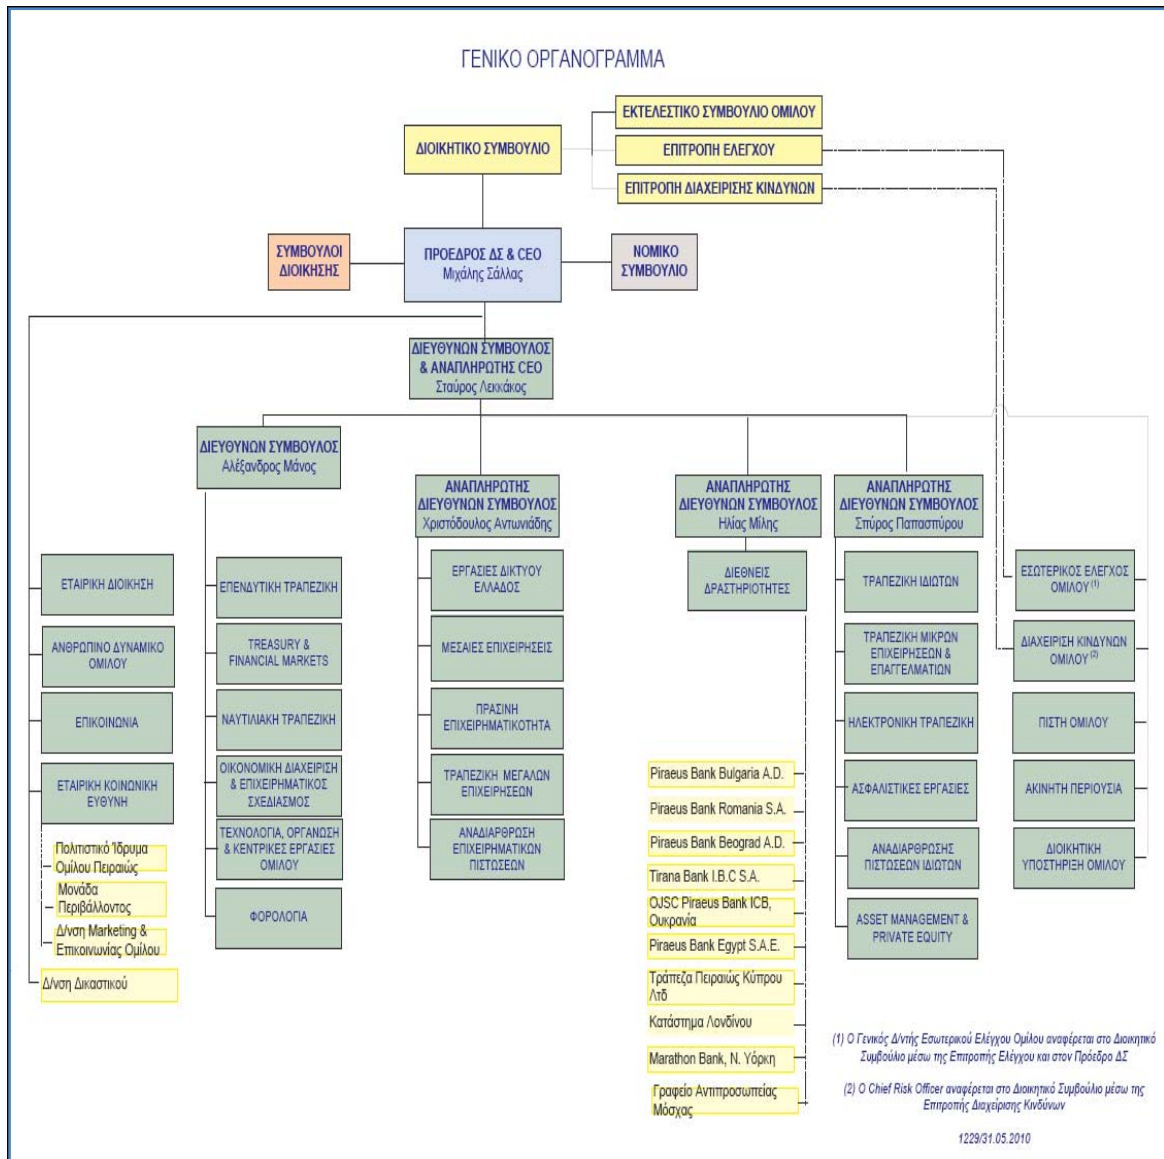 ΓΕΝΙΚΟ ΟΡΓΑΝΟΓΡΑΜΜΑ
ΕΚΤΕΛΕΣΤΙΚΟ ΣΥΜΒΟΥΛΙΟ ΟΜΙΛΟΥ
ΔΙΟΙΚΗΤΙΚΟ ΣΥΜΒΟΥΛΙΟ
ΕΠΙΤΡΟΠΗ ΕΛΕΓΧΟΥ
ΕΠΙΤΡΟΠΗ ΔΙΑΧΕΙΡΙΣΗΣ ΚΙΝΔΥΝΩΝ
ΣΥΜΒΟΥΛΟΙ
ΔΙΟΙΚΗΣΗΣ
ΠΡΟΕΔΡΟΣ ΔΣ & CEO
Μιχάλης Σάλλας
ΝΟΜΙΚΟ
ΣΥΜΒΟΥΛΙΟ
ΔΙΕΥΘΥΝΩΝ ΣΥΜΒΟΥΛΟΣ
& ΑΝΑΠΛΗΡΩΤΗΣ CEO
Σταύρος Λεκκάκος
ΔΙΕΥΘΥΝΩΝ ΣΥΜΒΟΥΛΟΣ
Αλέξανδρος Μάνος
ΑΝΑΠΛΗΡΩΤΗΣ
ΔΙΕΥΘΥΝΩΝ ΣΥΜΒΟΥΛΟΣ
Χριστόδουλος Αντωνιάδης
ΑΝΑΠΛΗΡΩΤΗΣ
ΔΙΕΥΘΥΝΩΝ ΣΥΜΒΟΥΛΟΣ
Ηλίας Μίλης
ΑΝΑΠΛΗΡΩΤΗΣ
ΔΙΕΥΘΥΝΩΝ ΣΥΜΒΟΥΛΟΣ
Σπύρος Παπασπύρου
ΕΤΑΙΡΙΚΗ ΔΙΟΙΚΗΣΗ
ΑΝΘΡΩΠΙΝΟ ΔΥΝΑΜΙΚΟ
ΟΜΙΛΟΥ
ΕΠΙΚΟΙΝΩΝΙΑ
ΕΤΑΙΡΙΚΗ ΚΟΙΝΩΝΙΚΗ
ΕΥΘΥΝΗ
Πολιτιστικό Ίδρυμα
Ομίλου Πειραιώς
Μονάδα
Περιβάλλοντος
Δ/νση Marketing &
Επικοινωνίας Ομίλου
Δ/νση Δικαστικού
ΕΠΕΝΔΥΤΙΚΗ ΤΡΑΠΕΖΙΚΗ
TREASURY &
FINANCIAL MARKETS
ΝΑΥΤΙΛΙΑΚΗ ΤΡΑΠΕΖΙΚΗ
ΟΙΚΟΝΟΜΙΚΗ ΔΙΑΧΕΙΡΙΣΗ
& ΕΠΙΧΕΙΡΗΜΑΤΙΚΟΣ
ΣΧΕΔΙΑΣΜΟΣ
ΤΕΧΝΟΛΟΓΙΑ, ΟΡΓΑΝΩΣΗ
& ΚΕΝΤΡΙΚΕΣ ΕΡΓΑΣΙΕΣ
ΟΜΙΛΟΥ
ΦΟΡΟΛΟΓΙΑ
ΕΡΓΑΣΙΕΣ ΔΙΚΤΥΟΥ
ΕΛΛΑΔΟΣ
ΜΕΣΑΙΕΣ ΕΠΙΧΕΙΡΗΣΕΙΣ
ΠΡΑΣΙΝΗ
ΕΠΙΧΕΙΡΗΜΑΤΙΚΟΤΗΤΑ
ΤΡΑΠΕΖΙΚΗ ΜΕΓΑΛΩΝ
ΕΠΙΧΕΙΡΗΣΕΩΝ
ΑΝΑΔΙΑΡΘΡΩΣΗ
ΕΠΙΧΕΙΡΗΜΑΤΙΚΩΝ
ΠΙΣΤΩΣΕΩΝ
ΔΙΕΘΝΕΙΣ
ΔΡΑΣΤΗΡΙΟΤΗΤΕΣ
Piraeus Bank Bulgaria A.D.
Piraeus Bank Romania S.A.
Piraeus Bank Beograd A.D.
Tirana Bank I.B.C S.A.
OJSC Piraeus Bank ICB,
Ουκρανία
Piraeus Bank Egypt S.A.E.
Τράπεζα Πειραιώς Κύπρου
Λτδ
Κατάστημα Λονδίνου
Marathon Bank, Ν. Υόρκη
Γραφείο Αντιπροσωπείας
Μόσχας
ΤΡΑΠΕΖΙΚΗ ΙΔΙΩΤΩΝ
ΤΡΑΠΕΖΙΚΗ ΜΙΚΡΩΝ
ΕΠΙΧΕΙΡΗΣΕΩΝ &
ΕΠΑΓΓΕΛΜΑΤΙΩΝ
ΗΛΕΚΤΡΟΝΙΚΗ ΤΡΑΠΕΖΙΚΗ
ΑΣΦΑΛΙΣΤΙΚΕΣ ΕΡΓΑΣΙΕΣ
ΑΝΑΔΙΑΡΘΡΩΣΗΣ
ΠΙΣΤΩΣΕΩΝ ΙΔΙΩΤΩΝ
ASSET MANAGEMENT &
PRIVATE EQUITY
ΕΣΩΤΕΡΙΚΟΣ ΕΛΕΓΧΟΣ
ΟΜΙΛΟΥ (1)
ΔΙΑΧΕΙΡΙΣΗ ΚΙΝΔΥΝΩΝ
ΟΜΙΛΟΥ (2)
ΠΙΣΤΗ ΟΜΙΛΟΥ
ΑΚΙΝΗΤΗ ΠΕΡΙΟΥΣΙΑ
ΔΙΟΙΚΗΤΙΚΗ
ΥΠΟΣΤΗΡΙΞΗ ΟΜΙΛΟΥ
(1) Ο Γενικός Δ/ντής Εσωτερικού Ελέγχου Ομίλου αναφέρεται στο Διοικητικό
Συμβούλιο μέσω της Επιτροπής Ελέγχου και στον Πρόεδρο ΔΣ
(2) Ο Chief Risk Officer αναφέρεται στο Διοικητικό Συμβούλιο μέσω της
Επιτροπής Διαχείρισης Κινδύνων
1229/31.05.2010